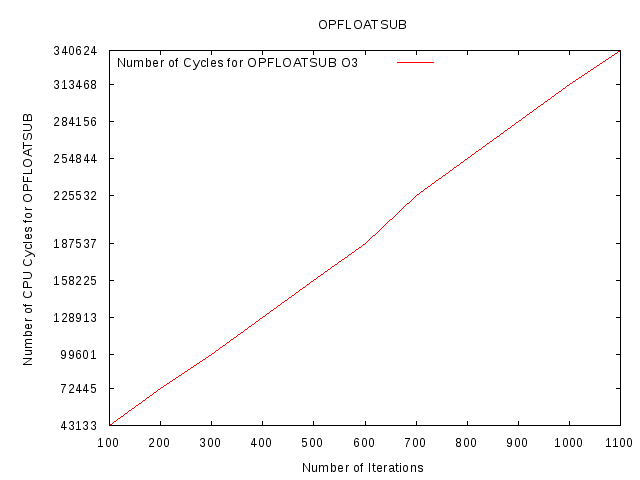 OPFLOATSUB
Number of Cycles for OPFLOATSUB O3
Number of CPU Cycles for OPFLOATSUB
340624
313468
284156
254844
225532
187537
158225
128913
99601
72445
43133
100 200 300 400 500 600 700 800 900 1000 1100
Number of Iterations